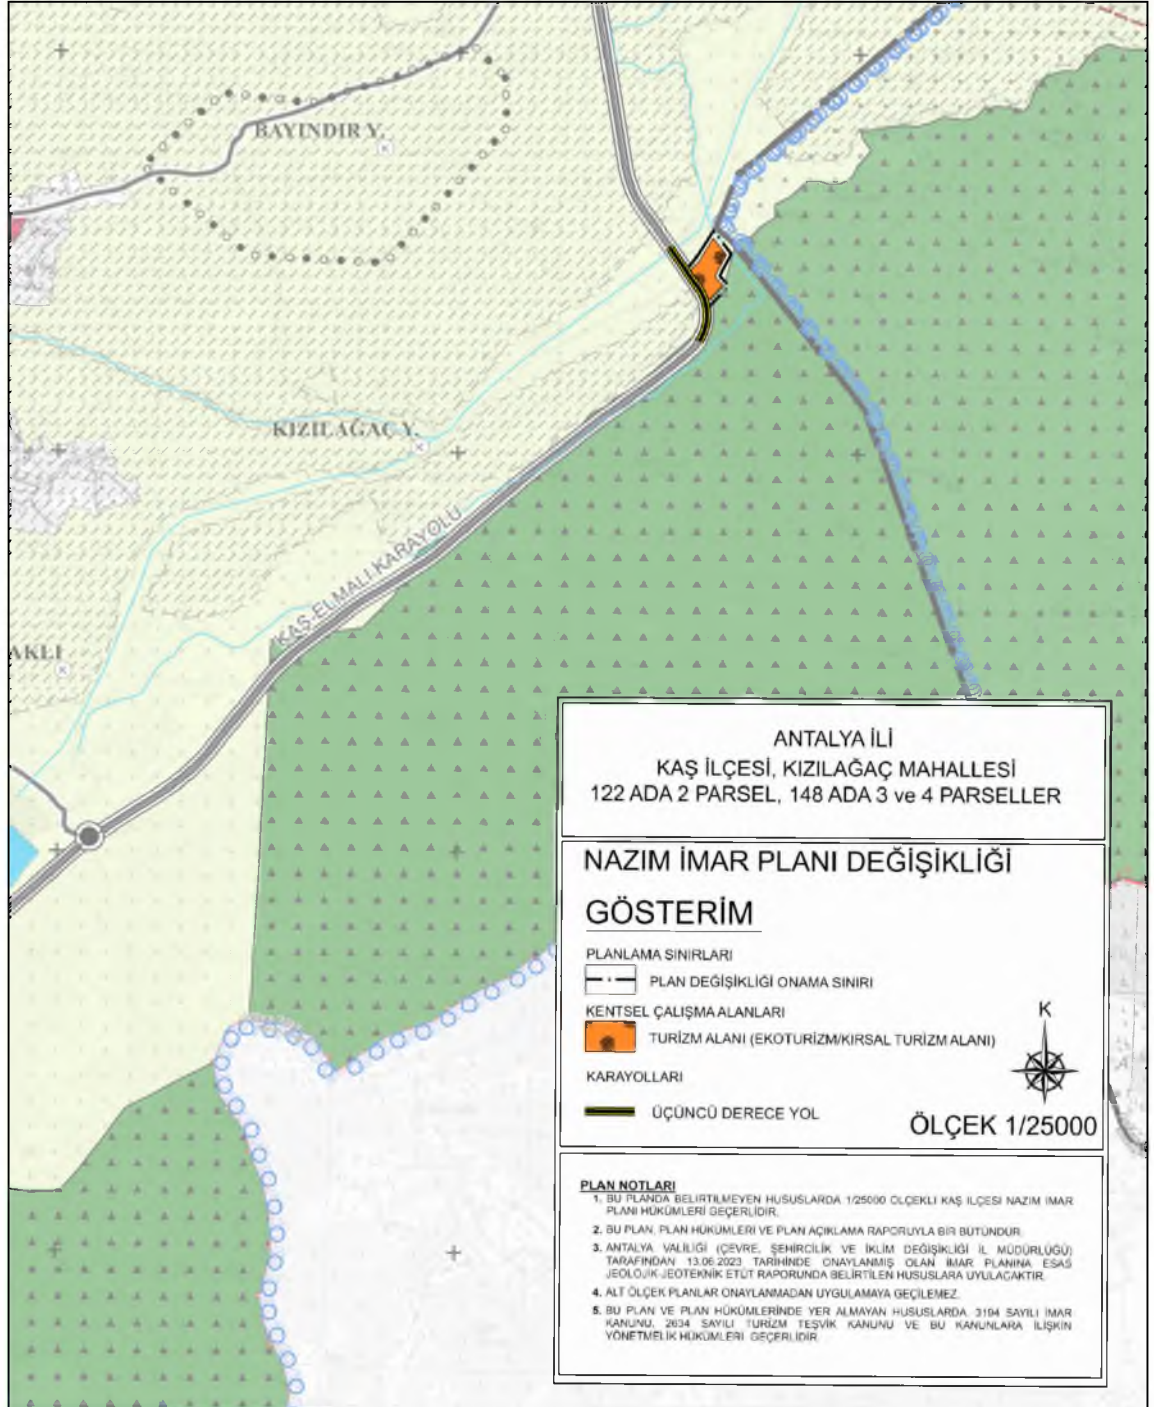 BAYINDIR Y.
K
KIZILAĞAÇ Y.
K
KAŞ-ELMALI KARAYOLU
AKLI
K
ANTALYA İLİ
KAŞ İLÇESİ, KIZILAĞAÇ MAHALLESİ
122 ADA 2 PARSEL, 148 ADA 3 ve 4 PARSELLER
NAZIM İMAR PLANI DEĞİŞİKLİĞİ
GÖSTERİM
PLANLAMA SINIRLARI
PLAN DEĞİŞİKLİĞİ ONAMA SINIRI
KENTSEL ÇALIŞMA ALANLARI
TURİZM ALANI (EKOTURİZM/KIRSAL TURİZM ALANI)
KARAYOLLARI
ÜÇÜNCÜ DERECE YOL
K
ÖLÇEK 1/25000
PLAN NOTLARI
1. BU PLANDA BELİRTİLMEYEN HUSUSLARDA 1/25000 ÖLÇEKLİ KAŞ İLÇESİ NAZIM İMAR
PLANI HÜKÜMLERİ GEÇERLİDİR.
2. BU PLAN, PLAN HÜKÜMLERİ VE PLAN AÇIKLAMA RAPORUYLA BİR BÜTÜNDÜR.
3. ANTALYA VALİLİĞİ (ÇEVRE, ŞEHİRCİLİK VE İKLİM DEĞİŞİKLİĞİ İL MÜDÜRLÜĞÜ)
TARAFINDAN 13.06.2023 TARİHİNDE ONAYLANMIŞ OLAN İMAR PLANINA ESAS
JEOLOJİK-JEOTEKNİK ETÜT RAPORUNDA BELİRTİLEN HUSUSLARA UYULACAKTIR.
4. ALT ÖLÇEK PLANLAR ONAYLANMADAN UYGULAMAYA GEÇİLEMEZ.
5. BU PLAN VE PLAN HÜKÜMLERİNDE YER ALMAYAN HUSUSLARDA, 3194 SAYILI İMAR
KANUNU, 2634 SAYILI TURİZM TEŞVİK KANUNU VE BU KANUNLARA İLİŞKİN
YÖNETMELİK HÜKÜMLERİ GEÇERLİDİR.